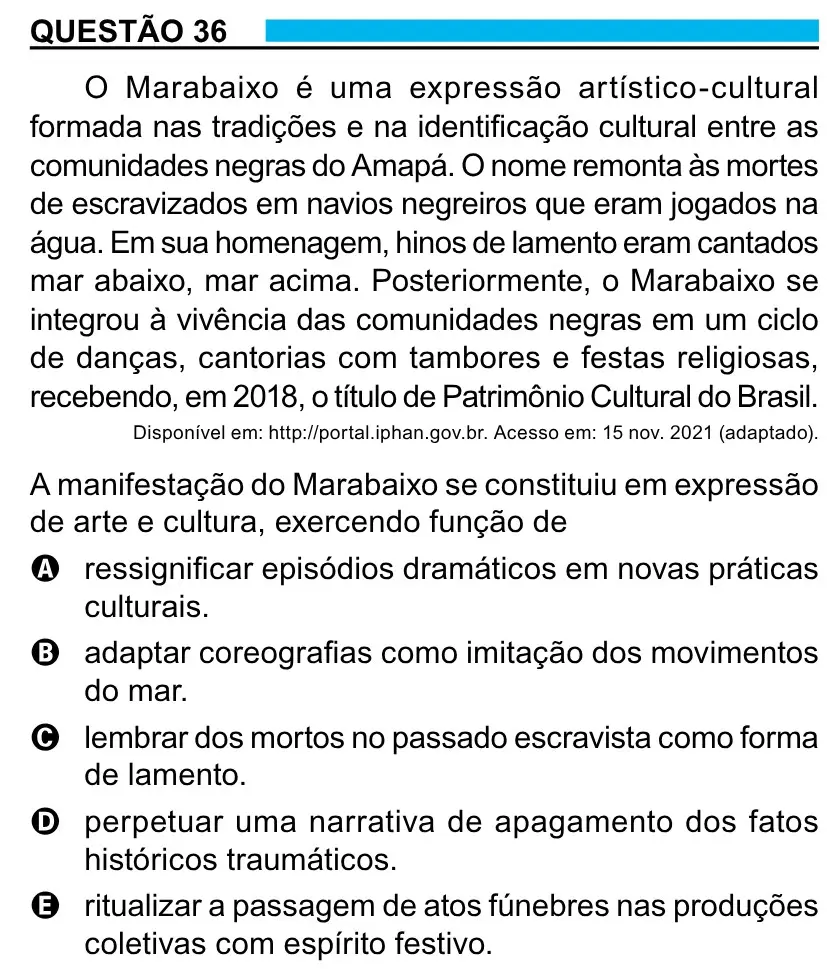 QUESTÃO 36
O Marabaixo é uma expressão artístico-cultural
formada nas tradições e na identificação cultural entre as
comunidades negras do Amapá. O nome remonta às mortes
de escravizados em navios negreiros que eram jogados na
água. Em sua homenagem, hinos de lamento eram cantados
mar abaixo, mar acima. Posteriormente, o Marabaixo se
integrou à vivência das comunidades negras em um ciclo
de danças, cantorias com tambores e festas religiosas,
recebendo, em 2018, o título de Patrimônio Cultural do Brasil.
Disponível em: http://portal.iphan.gov.br. Acesso em: 15 nov. 2021 (adaptado).
A manifestação do Marabaixo se constituiu em expressão
de arte e cultura, exercendo função de
A ressignificar episódios dramáticos em novas práticas
culturais.
B adaptar coreografias como imitação dos movimentos
do mar.
C lembrar dos mortos no passado escravista como forma
de lamento.
D perpetuar uma narrativa de apagamento dos fatos
históricos traumáticos.
E ritualizar a passagem de atos fúnebres nas produções
coletivas com espírito festivo.